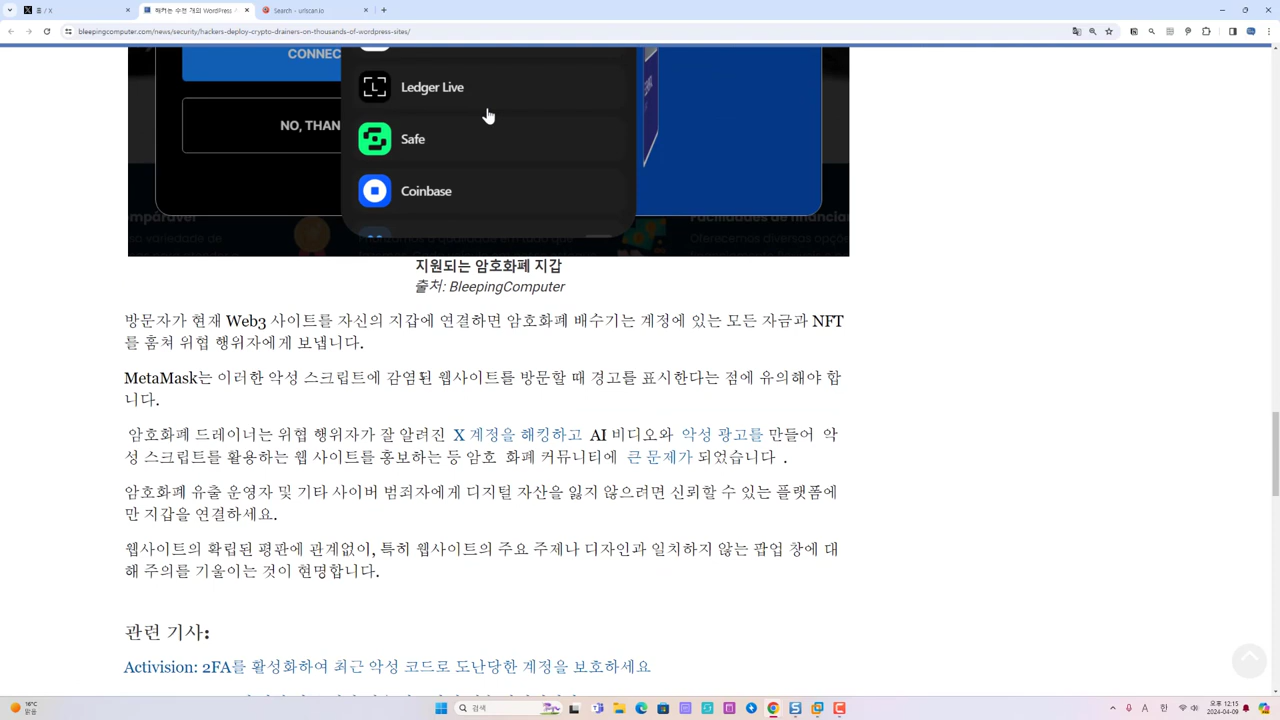 홈 / X
해커는 수천 개의 WordPress
Search - urlscan.io
bleepingcomputer.com/news/security/hackers-deploy-crypto-drainers-on-thousands-of-wordpress-sites/
CONNEC
NO, THAN
Ledger Live
Safe
Coinbase
지원되는 암호화폐 지갑
출처: BleepingComputer
방문자가 현재 Web3 사이트를 자신의 지갑에 연결하면 암호화폐 배수기는 계정에 있는 모든 자금과 NFT
를 훔쳐 위협 행위자에게 보냅니다.
MetaMask는 이러한 악성 스크립트에 감염된 웹사이트를 방문할 때 경고를 표시한다는 점에 유의해야 합
니다.
암호화폐 드레이너는 위협 행위자가 잘 알려진 X 계정을 해킹하고 AI 비디오와 악성 광고를 만들어 악
성 스크립트를 활용하는 웹 사이트를 홍보하는 등 암호 화폐 커뮤니티에 큰 문제가 되었습니다 .
암호화폐 유출 운영자 및 기타 사이버 범죄자에게 디지털 자산을 잃지 않으려면 신뢰할 수 있는 플랫폼에
만 지갑을 연결하세요.
웹사이트의 확립된 평판에 관계없이, 특히 웹사이트의 주요 주제나 디자인과 일치하지 않는 팝업 창에 대
해 주의를 기울이는 것이 현명합니다.
관련 기사:
Activision: 2FA를 활성화하여 최근 악성 코드로 도난당한 계정을 보호하세요
16°C
맑음
검색
A
한
오후 12:15
2024-04-09